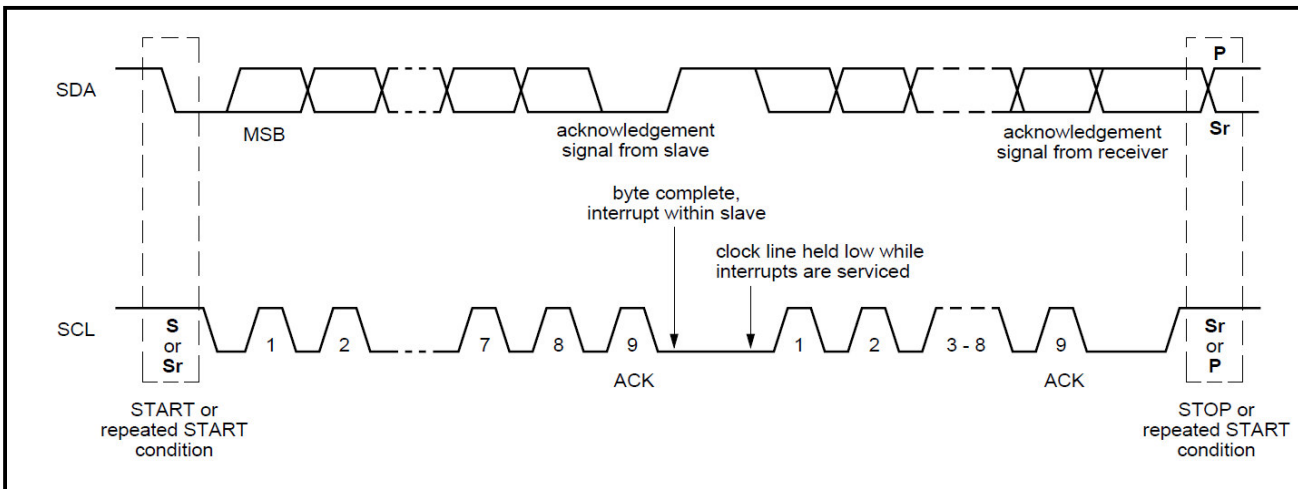 P
SDA
MSB
acknowledgement
signal from slave
acknowledgement
signal from receiver
Sr
byte complete,
interrupt within slave
clock line held low while
interrupts are serviced
SCL
S
or
Sr
1
2
7
8
9
1
2
3 - 8
9
Sr
or
P
ACK
ACK
START or
repeated START
condition
STOP or
repeated START
condition